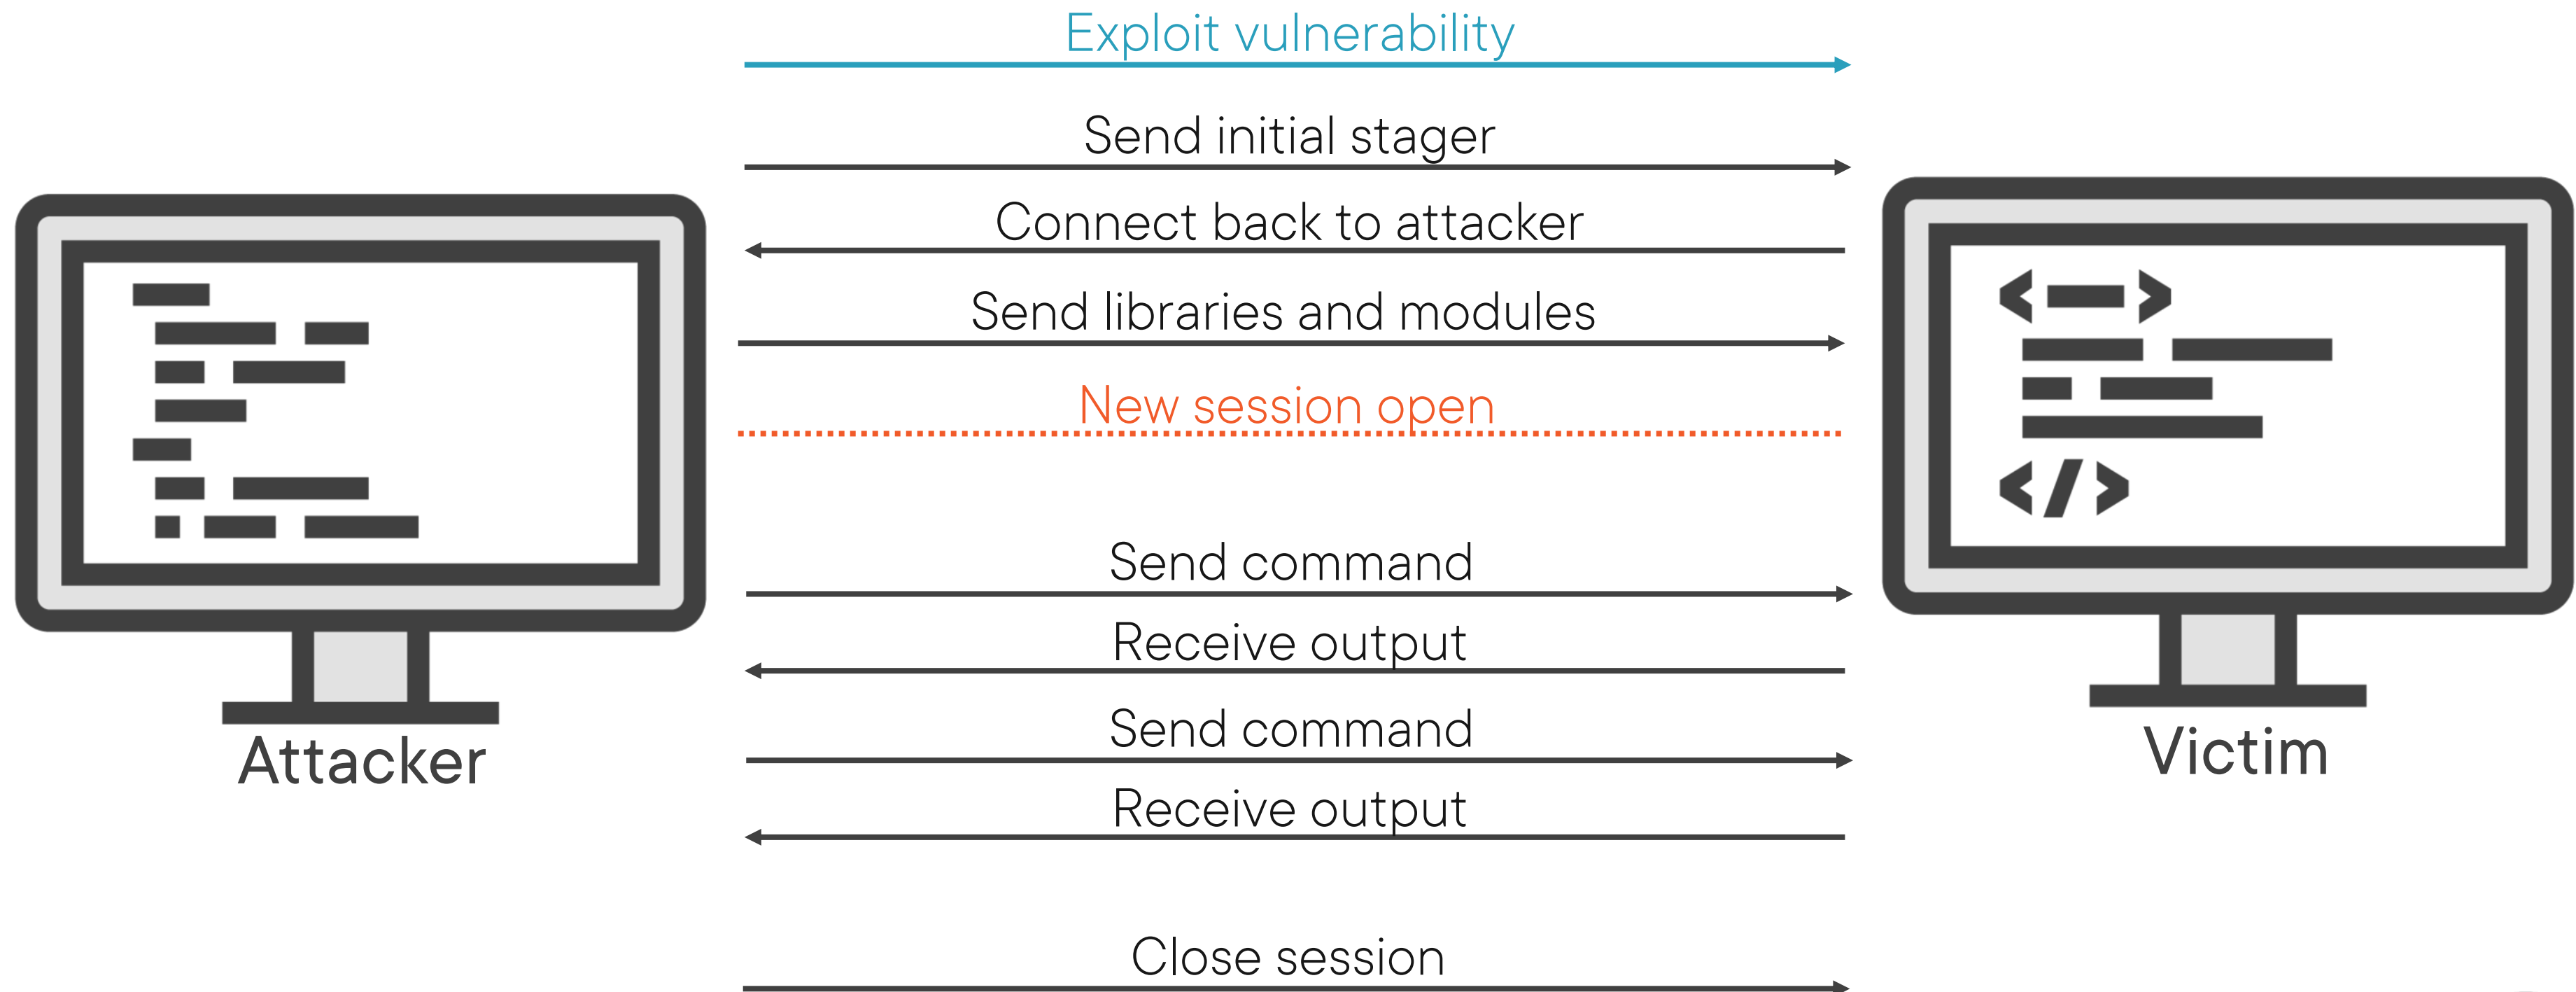 Exploit vulnerability
Send initial stager
Connect back to attacker
Send libraries and modules
New session open
Send command
Receive output
Send command
Receive output
Close session
Attacker
Victim